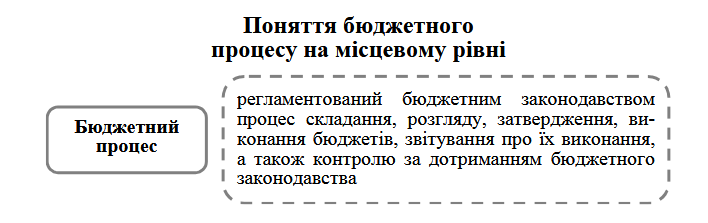 Поняття бюджетного
процесу на місцевому рівні
Бюджетний
процес
регламентований бюджетним законодавством
процес складання, розгляду, затвердження, ви-
конання бюджетів, звітування про їх виконання,
а також контролю за дотриманням бюджетного
законодавства